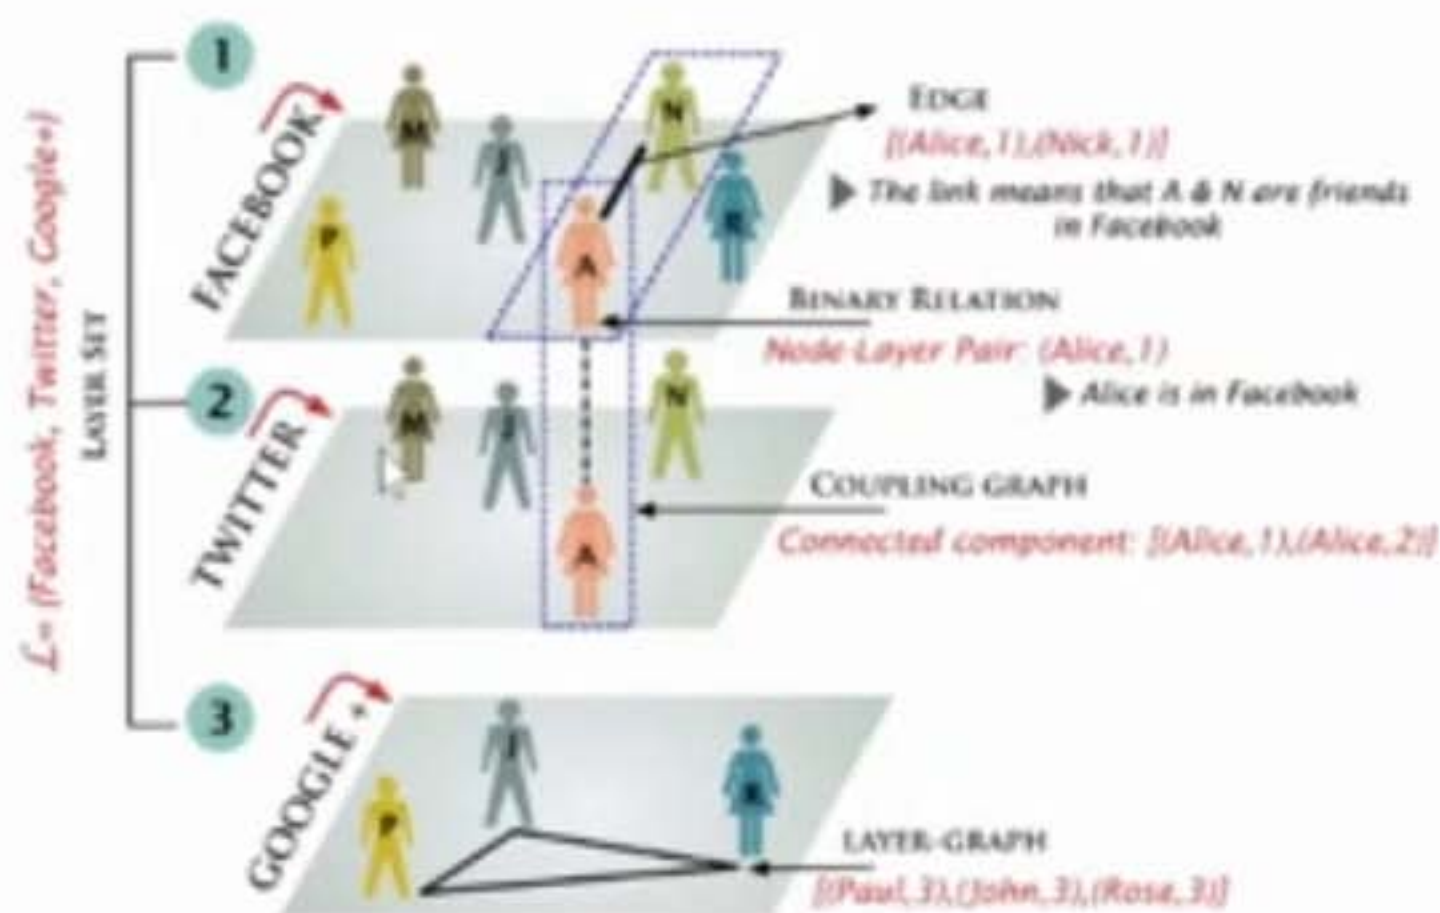 L= {Facebook, Twitter, Google+}
LAYER SET
1
FACEBOOK
M
J
N
P
A
R
EDGE
[(Alice,1),(Nick,1)]
The link means that A & N are friends
in Facebook
BINARY RELATION
Node-Layer Pair: (Alice,1)
Alice is in Facebook
2
TWITTER
M
J
N
A
COUPLING GRAPH
Connected component: [(Alice,1),(Alice,2)]
3
GOOGLE +
J
P
R
LAYER-GRAPH
[(Paul,3),(John,3),(Rose,3)]